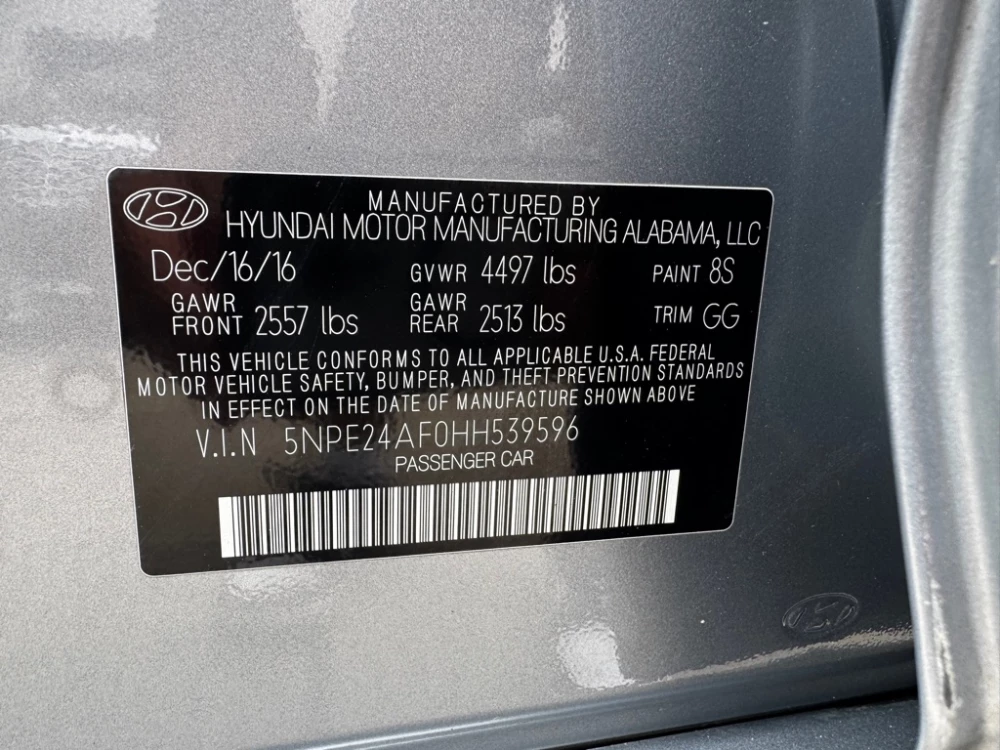 MANUFACTURED BY
HYUNDAI MOTOR MANUFACTURING ALABAMA, LLC
Dec/16/16 GVWR 4497 lbs PAINT 8S
GAWR FRONT 2557 lbs GAWR REAR 2513 lbs TRIM GG
THIS VEHICLE CONFORMS TO ALL APPLICABLE U.S.A. FEDERAL
MOTOR VEHICLE SAFETY, BUMPER, AND THEFT PREVENTION STANDARDS
IN EFFECT ON THE DATE OF MANUFACTURE SHOWN ABOVE
V.I.N 5NPE24AF0HH539596
PASSENGER CAR